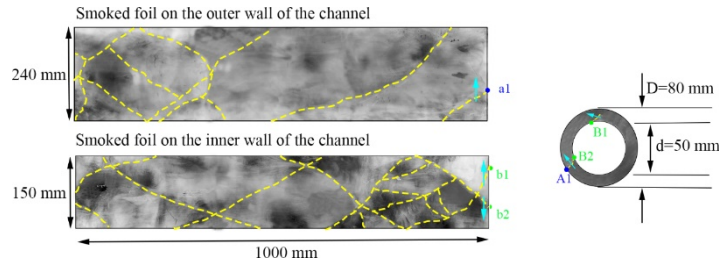 Smoked foil on the outer wall of the channel
240 mm
a1
Smoked foil on the inner wall of the channel
150 mm
b1
b2
1000 mm
D=80 mm
B1
B2
d=50 mm
A1